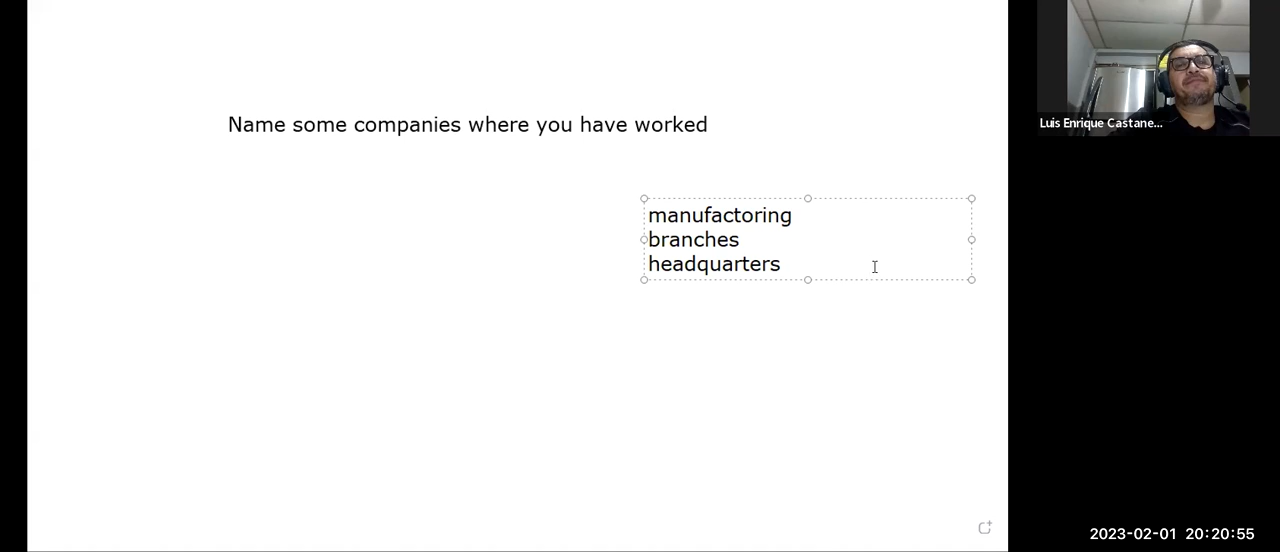 Name some companies where you have worked
manufactoring
branches
headquarters
Luis Enrique Castane...
2023-02-01 20:20:55